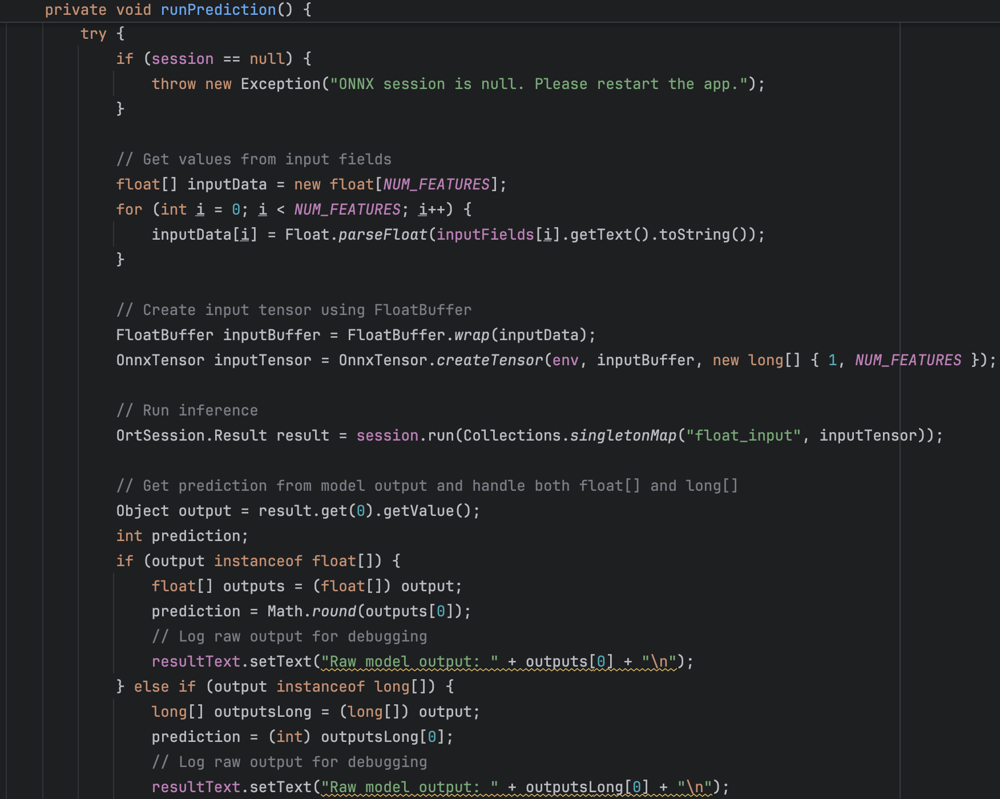 private void runPrediction() {
try {
if (session == null) {
throw new Exception("ONNX session is null. Please restart the app.");
}
// Get values from input fields
float[] inputData = new float[NUM_FEATURES];
for (int i = 0; i < NUM_FEATURES; i++) {
inputData[i] = Float.parseFloat(inputFields[i].getText().toString());
}
// Create input tensor using FloatBuffer
FloatBuffer inputBuffer = FloatBuffer.wrap(inputData);
OnnxTensor inputTensor = OnnxTensor.createTensor(env, inputBuffer, new long[] { 1, NUM_FEATURES });
// Run inference
OrtSession.Result result = session.run(Collections.singletonMap("float_input", inputTensor));
// Get prediction from model output and handle both float[] and long[]
Object output = result.get(0).getValue();
int prediction;
if (output instanceof float[]) {
float[] outputs = (float[]) output;
prediction = Math.round(outputs[0]);
// Log raw output for debugging
resultText.setText("Raw model output: " + outputs[0] + "\n");
} else if (output instanceof long[]) {
long[] outputsLong = (long[]) output;
prediction = (int) outputsLong[0];
// Log raw output for debugging
resultText.setText("Raw model output: " + outputsLong[0] + "\n");